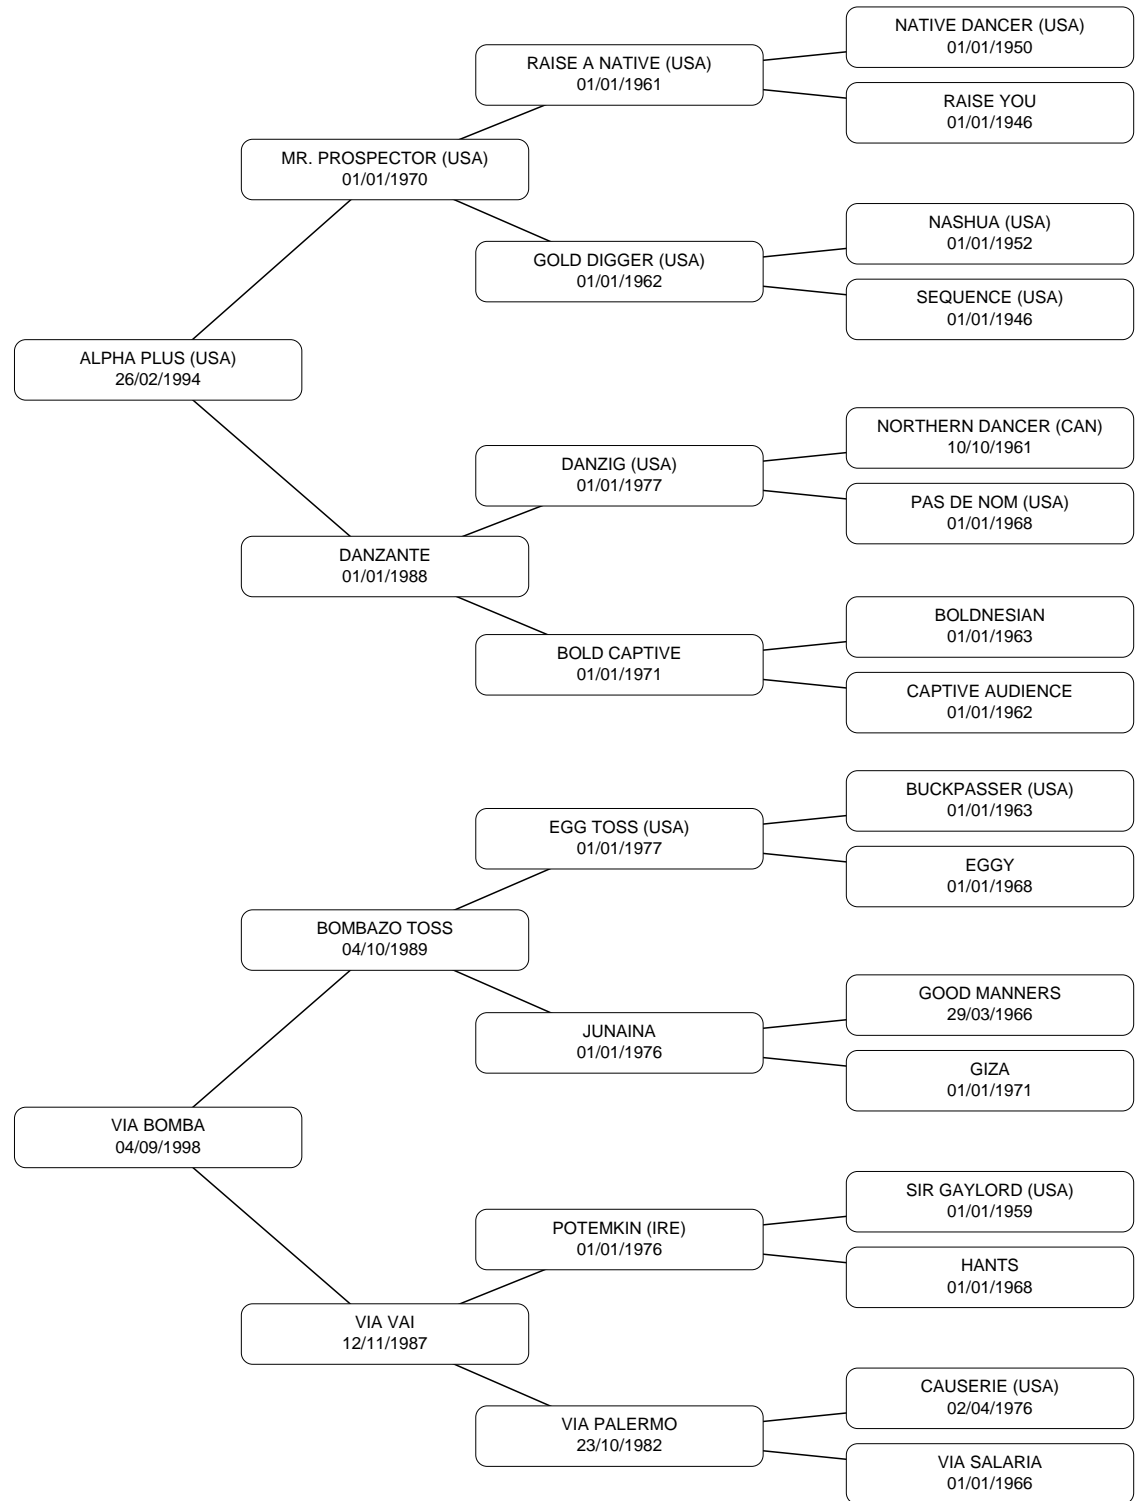 NATIVE DANCER (USA)
01/01/1950
RAISE A NATIVE (USA)
01/01/1961
RAISE YOU
01/01/1946
MR. PROSPECTOR (USA)
01/01/1970
NASHUA (USA)
01/01/1952
GOLD DIGGER (USA)
01/01/1962
SEQUENCE (USA)
01/01/1946
ALPHA PLUS (USA)
26/02/1994
NORTHERN DANCER (CAN)
10/10/1961
DANZIG (USA)
01/01/1977
PAS DE NOM (USA)
01/01/1968
DANZANTE
01/01/1988
BOLDNESIAN
01/01/1963
BOLD CAPTIVE
01/01/1971
CAPTIVE AUDIENCE
01/01/1962
BUCKPASSER (USA)
01/01/1963
EGG TOSS (USA)
01/01/1977
EGGY
01/01/1968
BOMBAZO TOSS
04/10/1989
GOOD MANNERS
29/03/1966
JUNAINA
01/01/1976
GIZA
01/01/1971
VIA BOMBA
04/09/1998
SIR GAYLORD (USA)
01/01/1959
POTEMKIN (IRE)
01/01/1976
HANTS
01/01/1968
VIA VAI
12/11/1987
CAUSERIE (USA)
02/04/1976
VIA PALERMO
23/10/1982
VIA SALARIA
01/01/1966